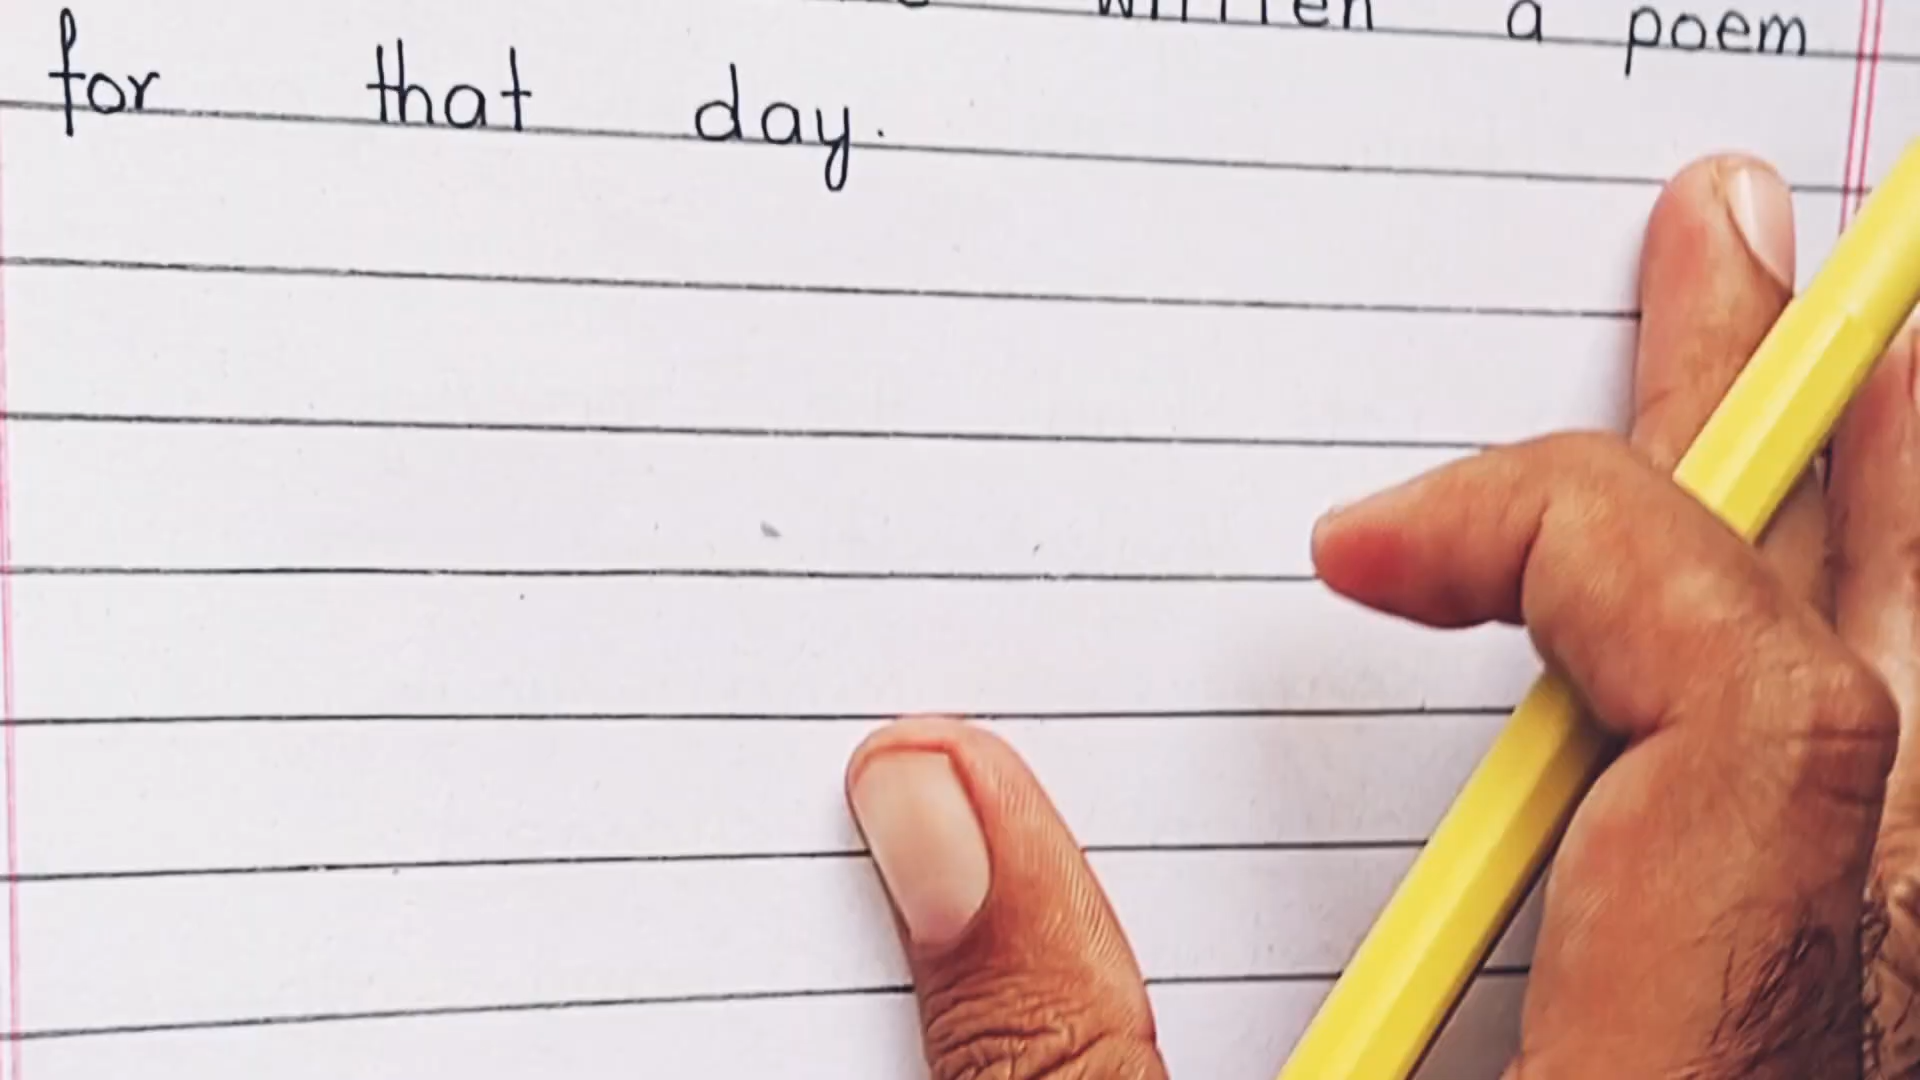 written a poem
for that day.